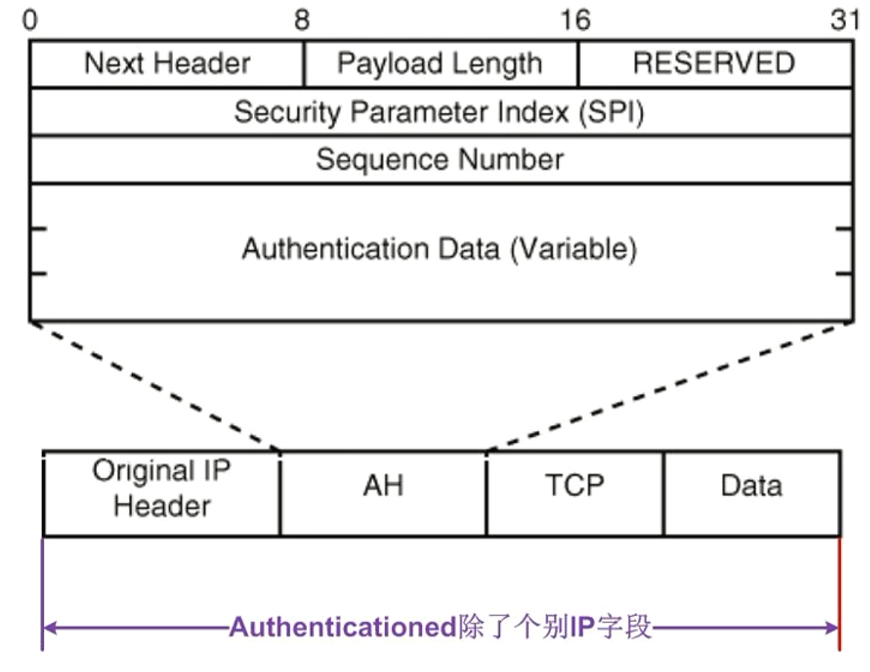 0 8 16 31
Next Header Payload Length RESERVED
Security Parameter Index (SPI)
Sequence Number
Authentication Data (Variable)
Original IP
Header
AH
TCP
Data
Authenticationed除了个别IP字段